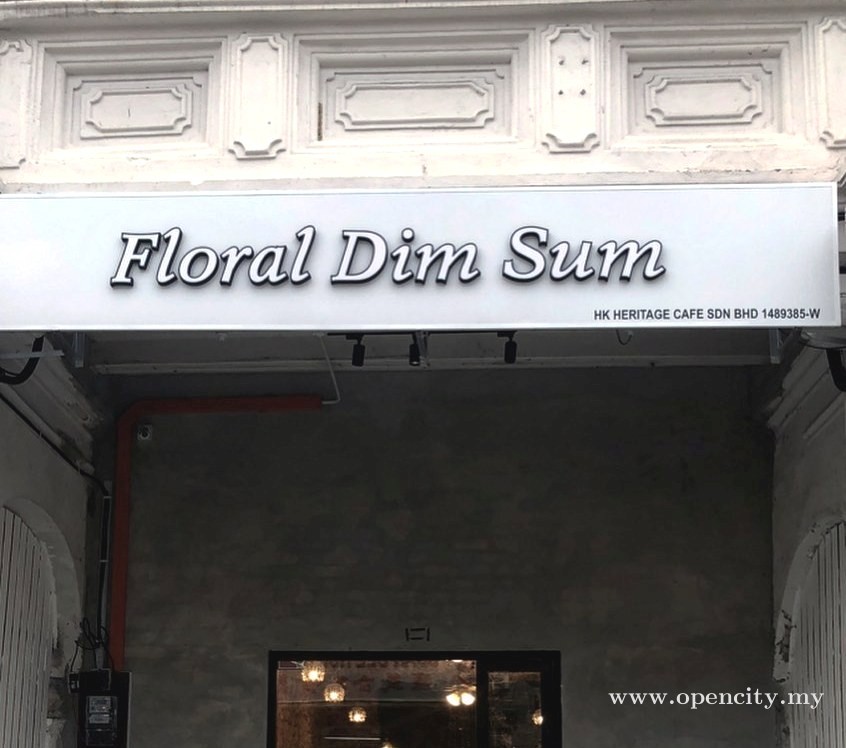 Floral Dim Sum
HK HERITAGE CAFE SDN BHD 1489385-W
www.opencity.my